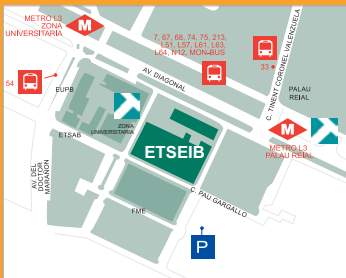 METRO L3
ZONA
UNIVERSITARIA
M
7, 67, 68, 74, 75, 213,
L51, L57, L61, L63,
L64, N12, MON-BUS
33
54
EUPB
AV. DIAGONAL
C. TINENT CORONEL VALENZUELA
PALAU
REIAL
ZONA
UNIVERSITARIA
M
METRO L3
PALAU REIAL
ETSAB
ETSEIB
AV. DEL
DOCTOR
MARAÑON
C. PAU GARGALLO
FME
P